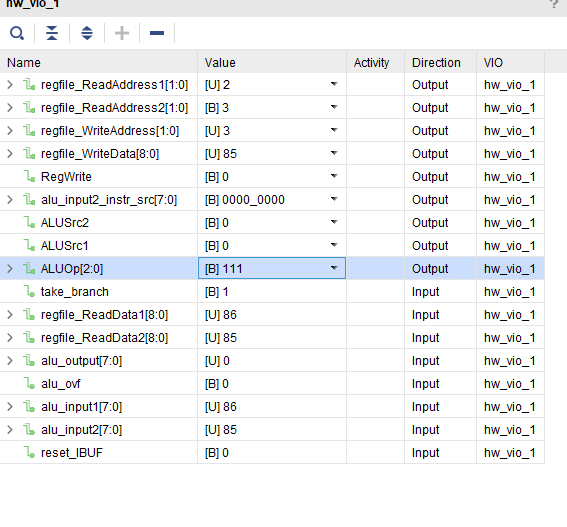 hw_vio_1
?
Name Value Activity Direction VIO
regfile_ReadAddress1[1:0] [U] 2 Output hw_vio_1
regfile_ReadAddress2[1:0] [B] 3 Output hw_vio_1
regfile_WriteAddress[1:0] [U] 3 Output hw_vio_1
regfile_WriteData[8:0] [U] 85 Output hw_vio_1
RegWrite [B] 0 Output hw_vio_1
alu_input2_instr_src[7:0] [B] 0000_0000 Output hw_vio_1
ALUSrc2 [B] 0 Output hw_vio_1
ALUSrc1 [B] 0 Output hw_vio_1
ALUOp[2:0] [B] 111 Output hw_vio_1
take_branch [B] 1 Input hw_vio_1
regfile_ReadData1[8:0] [U] 86 Input hw_vio_1
regfile_ReadData2[8:0] [U] 85 Input hw_vio_1
alu_output[7:0] [U] 0 Input hw_vio_1
alu_ovf [B] 0 Input hw_vio_1
alu_input1[7:0] [U] 86 Input hw_vio_1
alu_input2[7:0] [U] 85 Input hw_vio_1
reset_IBUF [B] 0 Input hw_vio_1